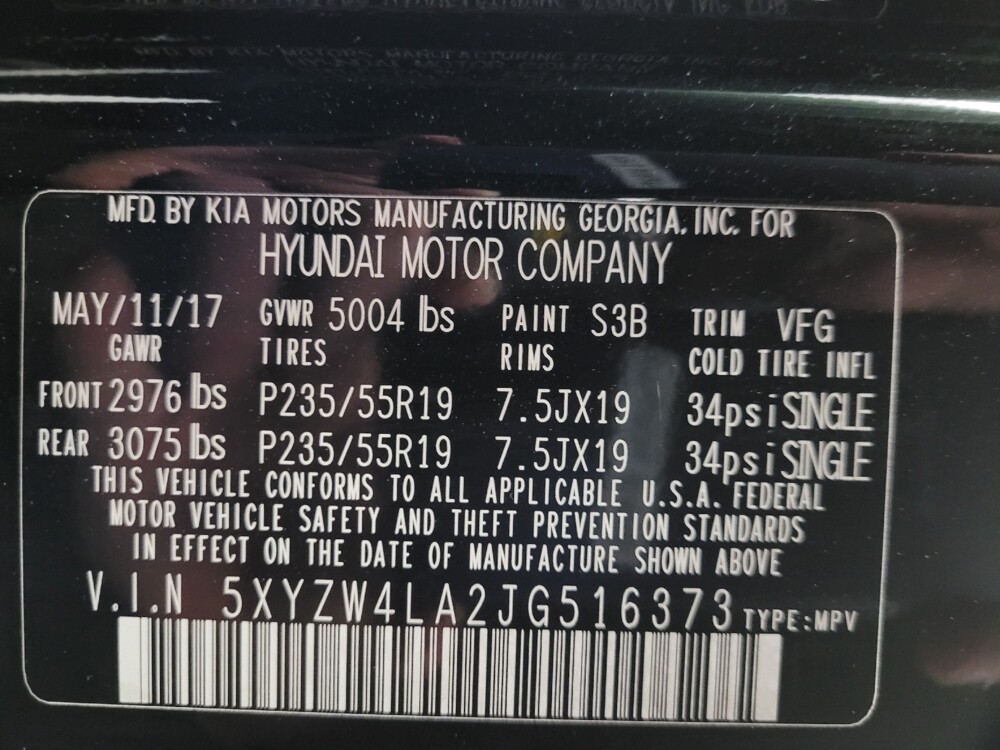 MFD. BY KIA MOTORS MANUFACTURING GEORGIA. INC. FOR
HYUNDAI MOTOR COMPANY
MAY/11/17 GVWR 5004 lbs PAINT S3B TRIM VFG
GAWR TIRES RIMS COLD TIRE INFL
FRONT 2976 lbs P235/55R19 7.5JX19 34psi SINGLE
REAR 3075 lbs P235/55R19 7.5JX19 34psi SINGLE
THIS VEHICLE CONFORMS TO ALL APPLICABLE U.S.A. FEDERAL
MOTOR VEHICLE SAFETY AND THEFT PREVENTION STANDARDS
IN EFFECT ON THE DATE OF MANUFACTURE SHOWN ABOVE
V.I.N 5XYZW4LA2JG516373 TYPE:MPV